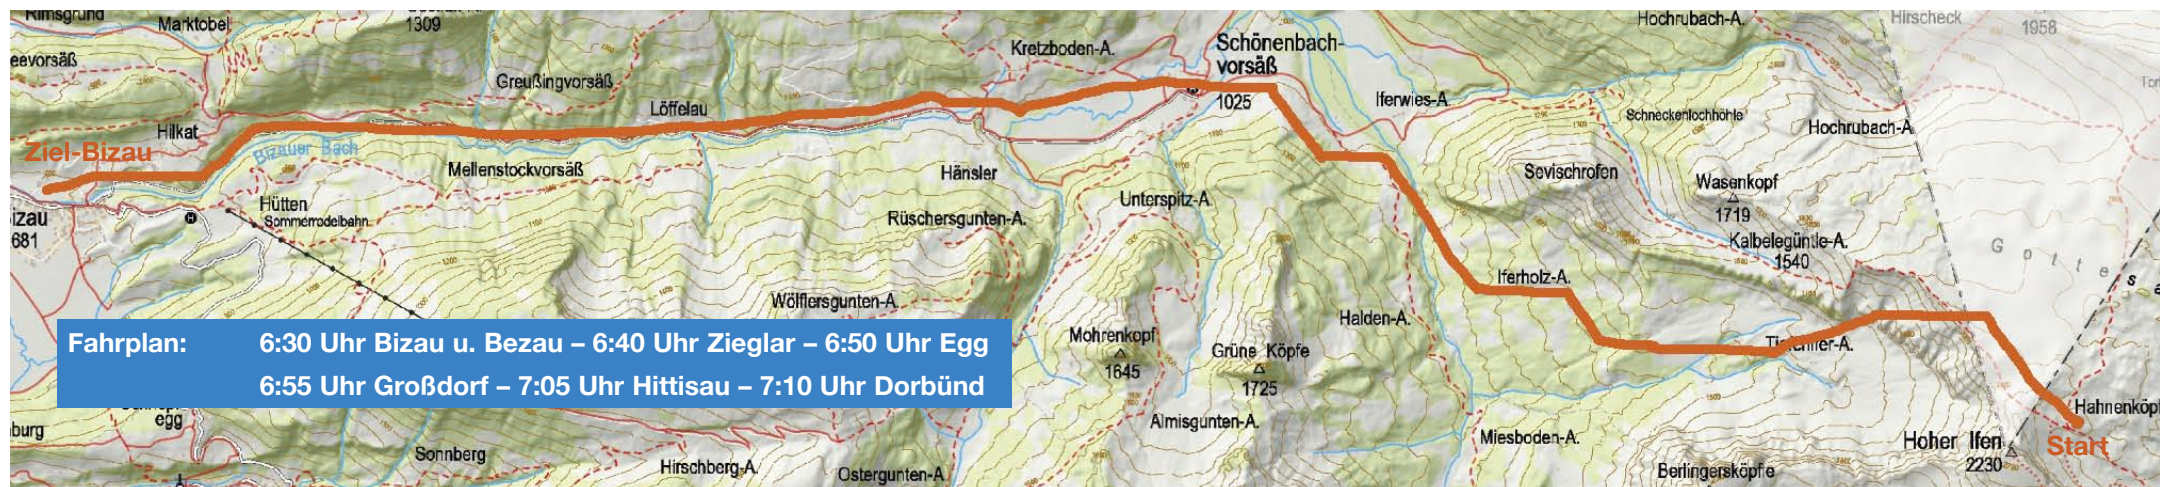 Rimsgrund
Marktobel
1309
Hirscheck
1958
Hochrubach-A.
Kretzboden-A.
Schönenbach-
vorsäß
1025
eevorsäß
Greußingvorsäß
Löffelau
Iferwies-A.
Schneckenlochhöhle
Hochrubach-A
Hilkat
Ziel-Bizau
Bizauer Bach
Mellenstockvorsäß
Hänsler
Sevischrofen
Wasenkopf
1719
Unterspitz-A.
Hütten
Sommerrodelbahn
izau
681
H
Rüschersgunten-A.
Kalbelegüntle-A.
1540
Gottes
Iferholz-A.
Wölflersgunten-A.
Halden-A.
Mohrenkopf
1645
Grüne Köpfe
1725
Fahrplan: 6:30 Uhr Bizau u. Bezau – 6:40 Uhr Zieglar – 6:50 Uhr Egg
6:55 Uhr Großdorf – 7:05 Uhr Hittisau – 7:10 Uhr Dorbünd
Hahnenköpf
Start
Almisgunten-A.
egg
burg
Sonnberg
Hirschberg-A.
Ostergunten-A
Miesboden-A.
Hoher Ifen
2230
Berlingersköpfe